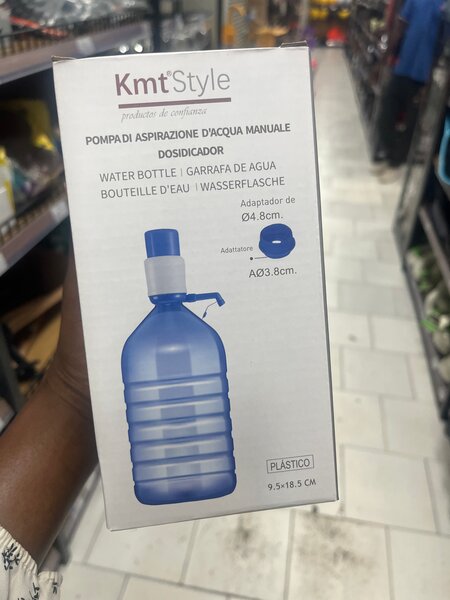 Kmt®Style
productos de confianza
POMPA DI ASPIRAZIONE D'ACQUA MANUALE
DOSIDICADOR
WATER BOTTLE | GARRAFA DE AGUA
BOUTEILLE D'EAU | WASSERFLASCHE
Adaptador de
Ø4.8cm.
Adattatore
AØ3.8cm.
PLÁSTICO
9.5×18.5 CM